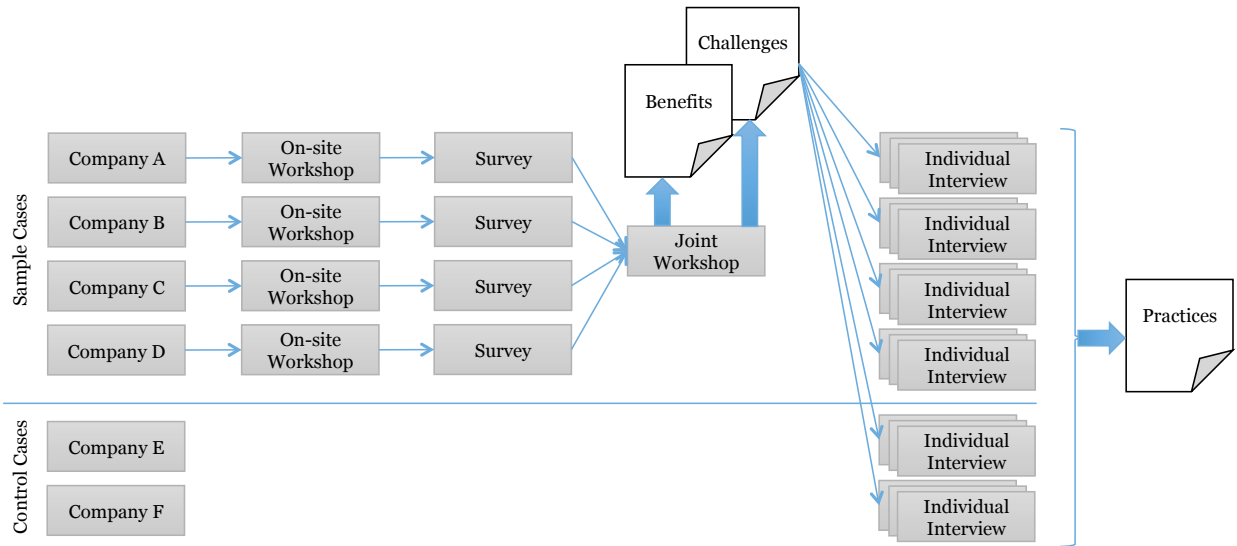 Challenges
Benefits
Sample Cases
Company A
On-site
Workshop
Survey
Individual
Interview
Company B
On-site
Workshop
Survey
Joint
Workshop
Individual
Interview
Company C
On-site
Workshop
Survey
Individual
Interview
Practices
Company D
On-site
Workshop
Survey
Individual
Interview
Control Cases
Company E
Individual
Interview
Company F
Individual
Interview